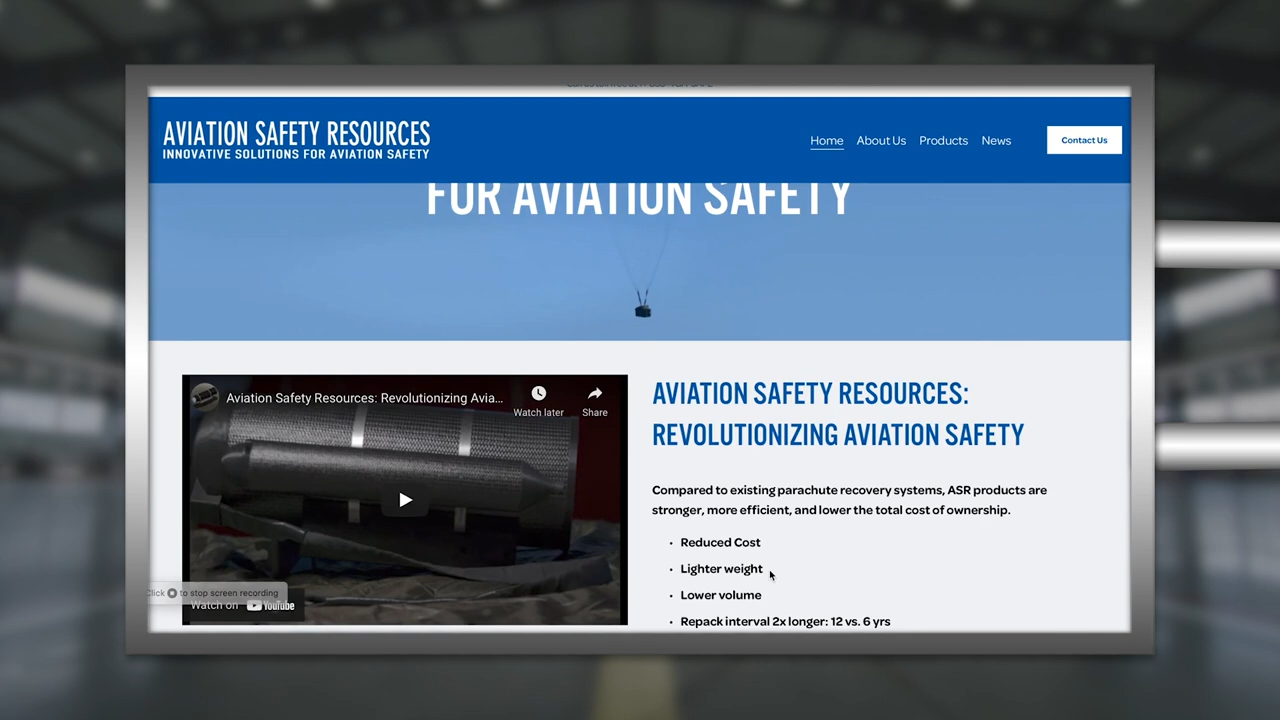 AVIATION SAFETY RESOURCES
INNOVATIVE SOLUTIONS FOR AVIATION SAFETY
Home About Us Products News Contact Us
FOR AVIATION SAFETY
Aviation Safety Resources: Revolutionizing Avia...
Watch later Share
Click to stop screen recording
Watch on YouTube
AVIATION SAFETY RESOURCES:
REVOLUTIONIZING AVIATION SAFETY
Compared to existing parachute recovery systems, ASR products are
stronger, more efficient, and lower the total cost of ownership.
• Reduced Cost
• Lighter weight
• Lower volume
• Repack interval 2x longer: 12 vs. 6 yrs